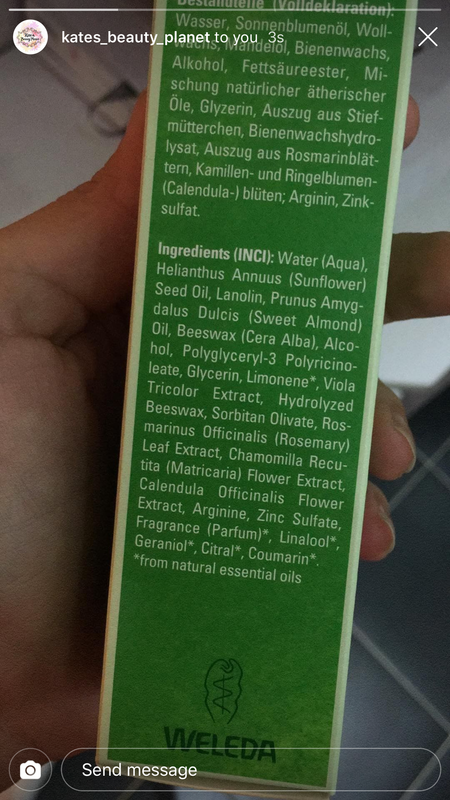 kates_beauty_planet to you 3s
Bestandteile (Volldeklaration):
Wasser, Sonnenblumenöl, Woll-
wachs, Mandelöl, Bienenwachs,
Alkohol, Fettsäureester, Mi-
schung natürlicher ätherischer
Öle, Glyzerin, Auszug aus Stief-
mütterchen, Bienenwachshydro-
lysat, Auszug aus Rosmarinblät-
tern, Kamillen- und Ringelblumen-
(Calendula-) blüten; Arginin, Zink-
sulfat.
Ingredients (INCI): Water (Aqua),
Helianthus Annuus (Sunflower)
Seed Oil, Lanolin, Prunus Amyg-
dalus Dulcis (Sweet Almond)
Oil, Beeswax (Cera Alba), Alco-
hol, Polyglyceryl-3 Polyricino-
leate, Glycerin, Limonene*, Viola
Tricolor Extract, Hydrolyzed
Beeswax, Sorbitan Olivate, Ros-
marinus Officinalis (Rosemary)
Leaf Extract, Chamomilla Recu-
tita (Matricaria) Flower Extract,
Calendula Officinalis Flower
Extract, Arginine, Zinc Sulfate,
Fragrance (Parfum)*, Linalool*,
Geraniol*, Citral*, Coumarin*.
*from natural essential oils
WELEDA
Send message